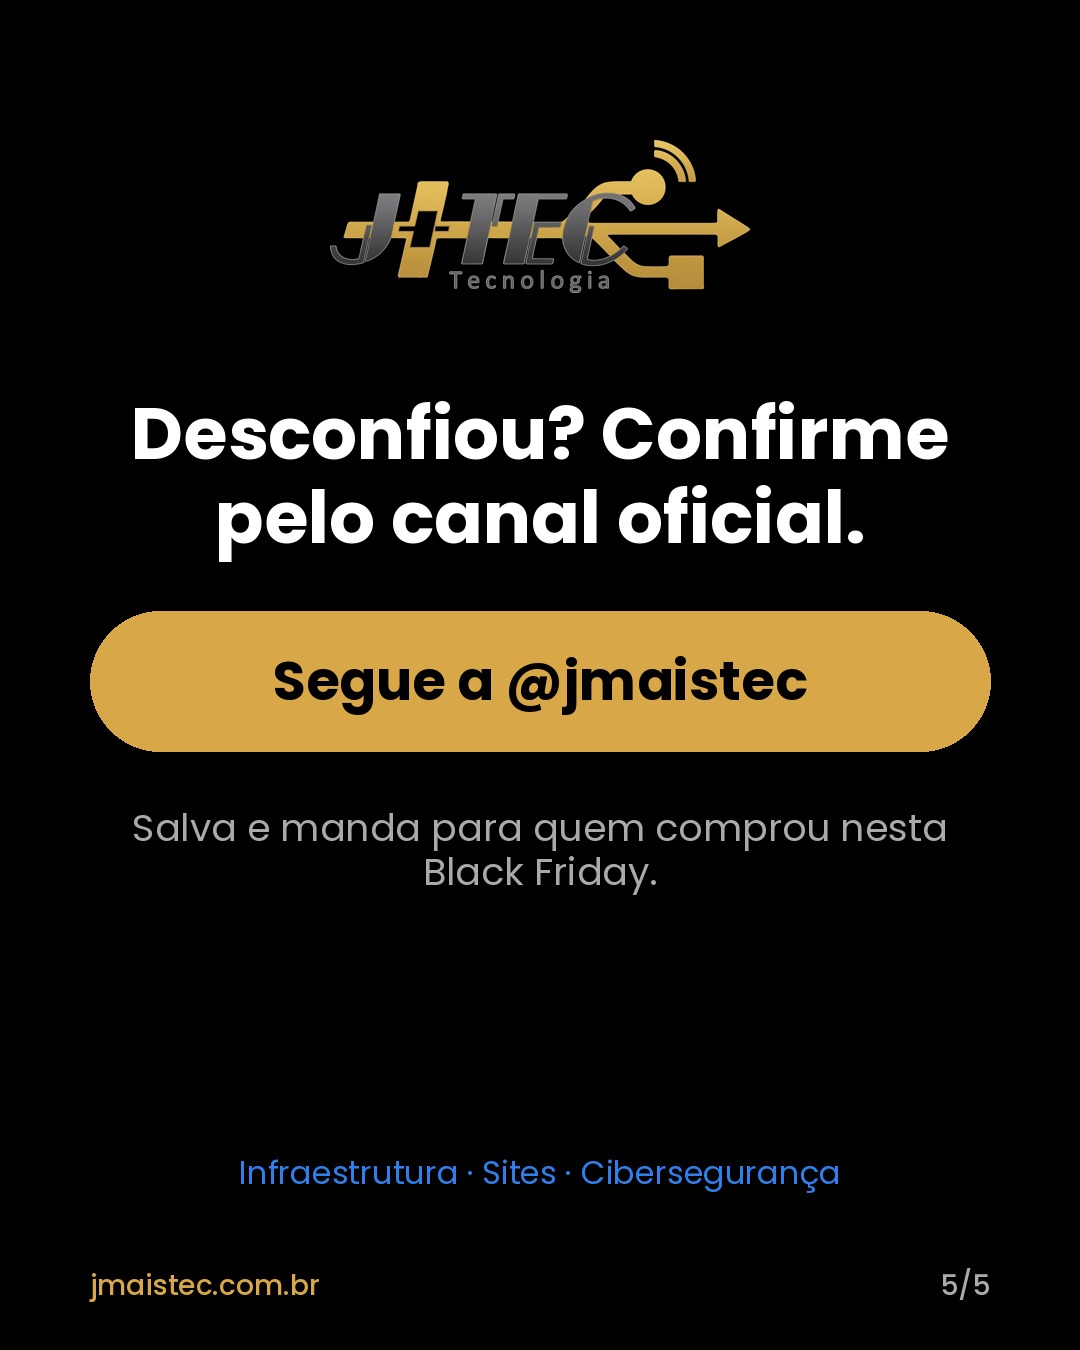 J+TEC
Tecnologia
Desconfiou? Confirme
pelo canal oficial.
Segue a @jmaistec
Salva e manda para quem comprou nesta
Black Friday.
Infraestrutura · Sites · Cibersegurança
jmaistec.com.br
5/5